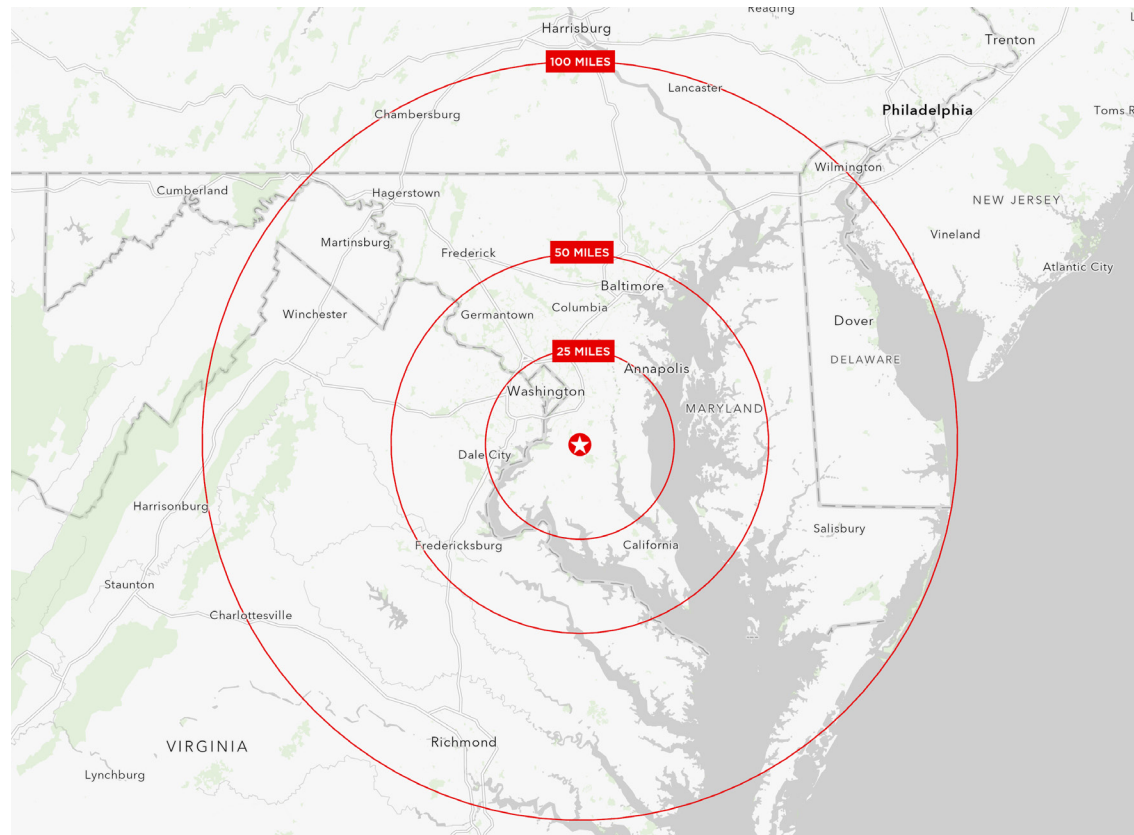 Reading
Harrisburg
Trenton
100 MILES
Lancaster
Philadelphia
Chambersburg
Toms R
Wilmington
Cumberland
Hagerstown
NEW JERSEY
Martinsburg
Vineland
Frederick
50 MILES
Atlantic City
Baltimore
Winchester
Germantown
Columbia
Dover
25 MILES
DELAWARE
Annapolis
Washington
MARYLAND
Dale City
Harrisonburg
Salisbury
Fredericksburg
California
Staunton
Charlottesville
VIRGINIA
Richmond
Lynchburg